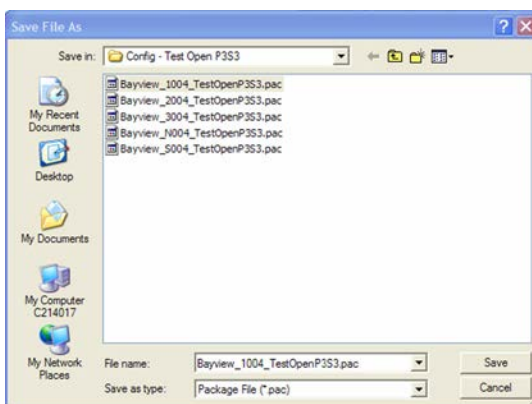 Save File As
Save in: Config - Test Open P3S3
My Recent Documents
Desktop
My Documents
My Computer C214017
My Network Places
Bayview_1004_TestOpenP3S3.pac
Bayview_2004_TestOpenP3S3.pac
Bayview_3004_TestOpenP3S3.pac
Bayview_N004_TestOpenP3S3.pac
Bayview_S004_TestOpenP3S3.pac
File name: Bayview_1004_TestOpenP3S3.pac Save
Save as type: Package File (*.pac) Cancel